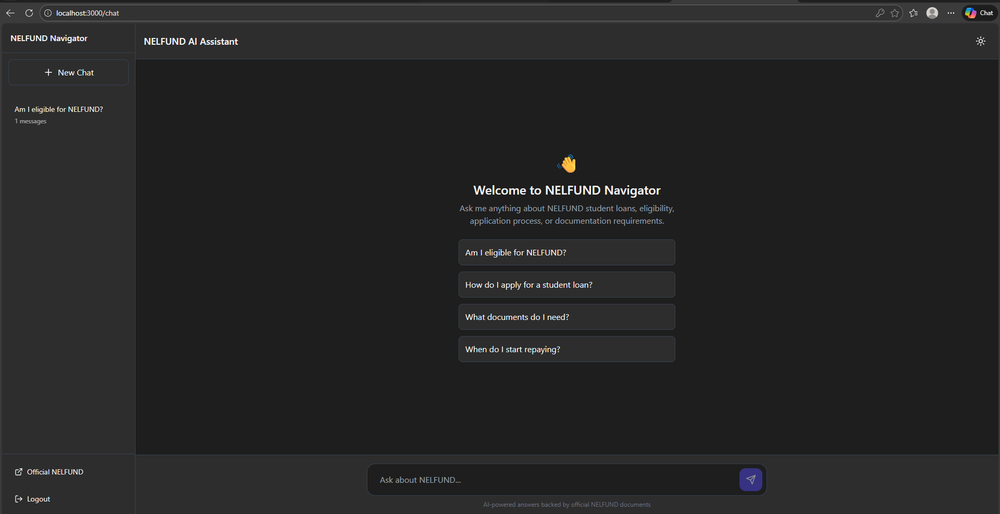 localhost:3000/chat
Chat
NELFUND Navigator
New Chat
Am I eligible for NELFUND?
1 messages
Official NELFUND
Logout
NELFUND AI Assistant
Welcome to NELFUND Navigator
Ask me anything about NELFUND student loans, eligibility,
application process, or documentation requirements.
Am I eligible for NELFUND?
How do I apply for a student loan?
What documents do I need?
When do I start repaying?
Ask about NELFUND...
AI-powered answers backed by official NELFUND documents